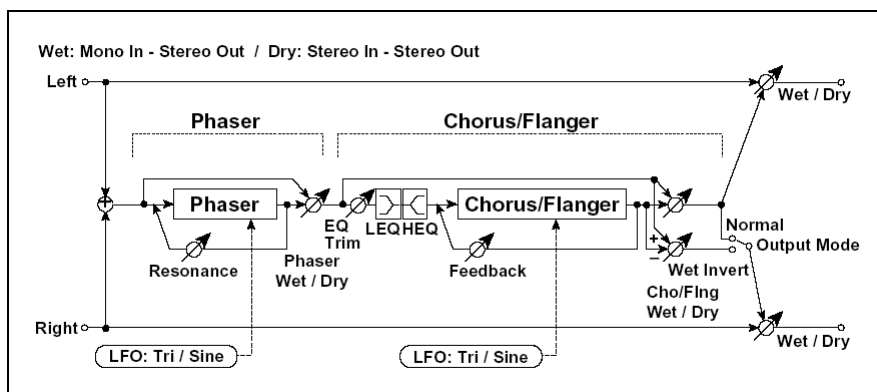 Wet: Mono In - Stereo Out / Dry: Stereo In - Stereo Out
Left
Wet / Dry
Phaser
Chorus/Flanger
Phaser
EQ
Trim
LEQ HEQ
Chorus/Flanger
Normal
Output Mode
Resonance
Phaser
Wet / Dry
Feedback
+
−
Wet Invert
Cho/Flng
Wet / Dry
Right
Wet / Dry
LFO: Tri / Sine
LFO: Tri / Sine